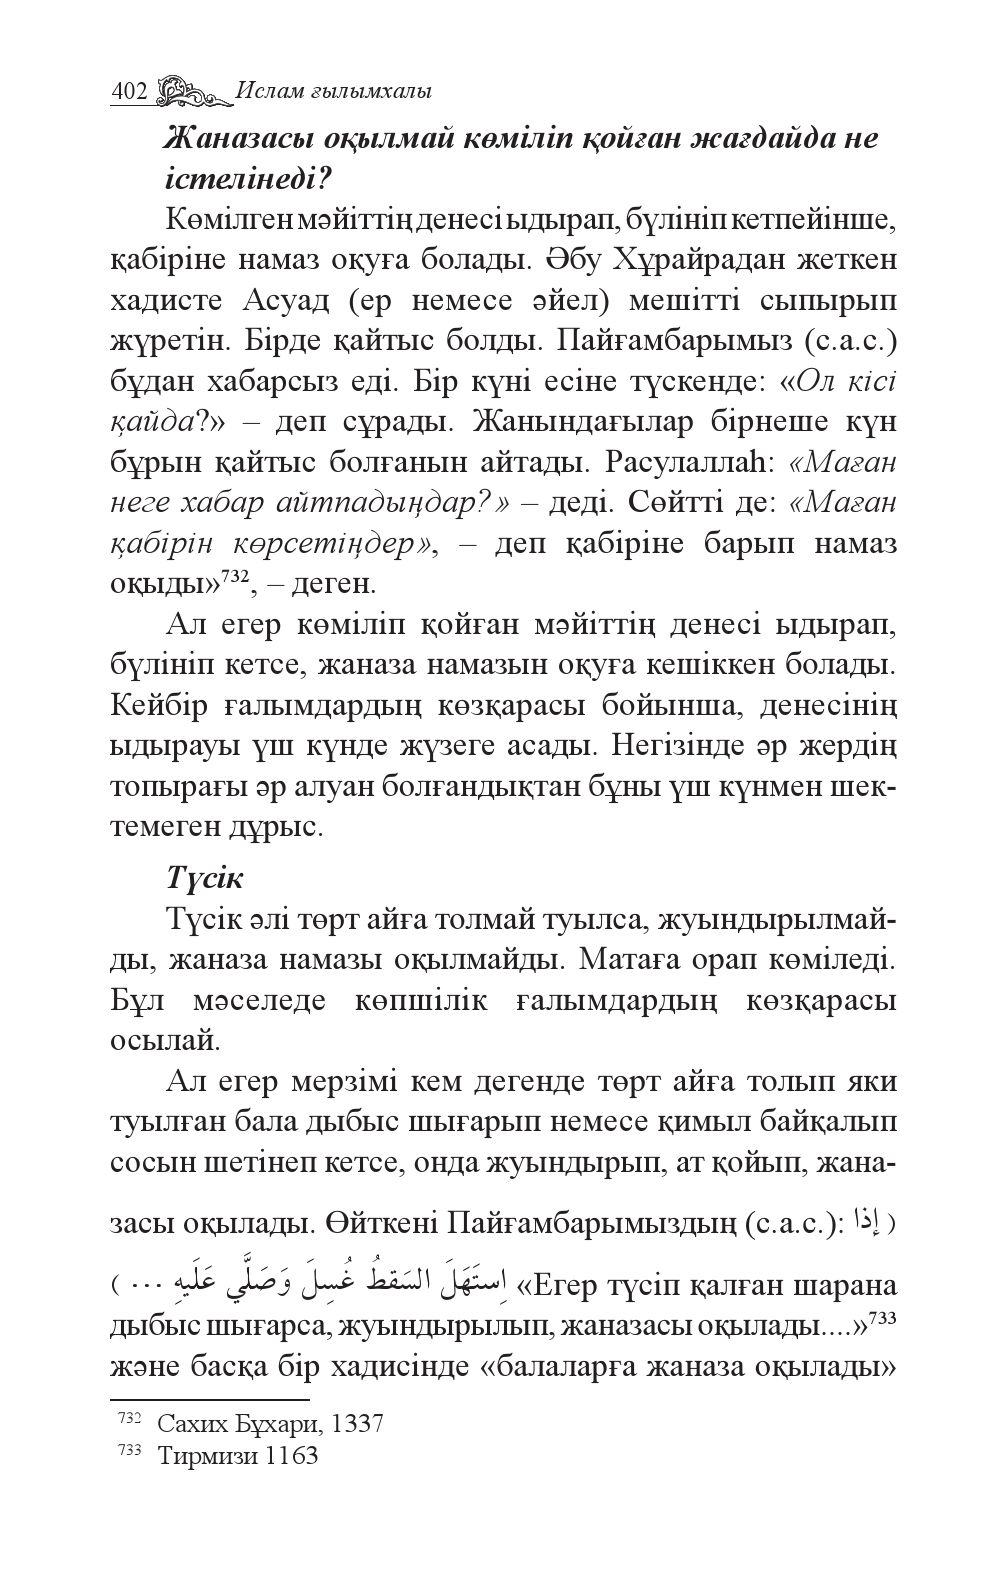 402 Ислам ғылымхалы
Жаназасы оқылмай көміліп қойған жағдайда не
істелінеді?
Көмілген мәйіттің денесі ыдырап, бүлініп кетпейінше,
қабіріне намаз оқуға болады. Әбу Хұрайрадан жеткен
хадисте Асуад (ер немесе әйел) мешітті сыпырып
жүретін. Бірде қайтыс болды. Пайғамбарымыз (с.а.с.)
бұдан хабарсыз еді. Бір күні есіне түскенде: «Ол кісі
қайда?» – деп сұрады. Жанындағылар бірнеше күн
бұрын қайтыс болғанын айтады. Расулаллаһ: «Маған
неге хабар айтпадыңдар?» – деді. Сөйтті де: «Маған
қабірін көрсетіңдер», – деп қабіріне барып намаз
оқыды»732, – деген.
Ал егер көміліп қойған мәйіттің денесі ыдырап,
бүлініп кетсе, жаназа намазын оқуға кешіккен болады.
Кейбір ғалымдардың көзқарасы бойынша, денесінің
ыдырауы үш күнде жүзеге асады. Негізінде әр жердің
топырағы әр алуан болғандықтан бұны үш күнмен шек-
темеген дұрыс.
Түсік
Түсік әлі төрт айға толмай туылса, жуындырылмай-
ды, жаназа намазы оқылмайды. Матаға орап көміледі.
Бұл мәселеде көпшілік ғалымдардың көзқарасы
осылай.
Ал егер мерзімі кем дегенде төрт айға толып яки
туылған бала дыбыс шығарып немесе қимыл байқалып
сосын шетінеп кетсе, онда жуындырып, ат қойып, жана-
засы оқылады. Өйткені Пайғамбарымыздың (с.а.с.): ( إذا
اِستَهَلَ السَقطُ غُسِلَ وَصَلَّي عَلَيهِ ... ) «Егер түсіп қалған шарана
дыбыс шығарса, жуындырылып, жаназасы оқылады....»733
және басқа бір хадисінде «балаларға жаназа оқылады»
732 Сахих Бұхари, 1337
733 Тирмизи 1163